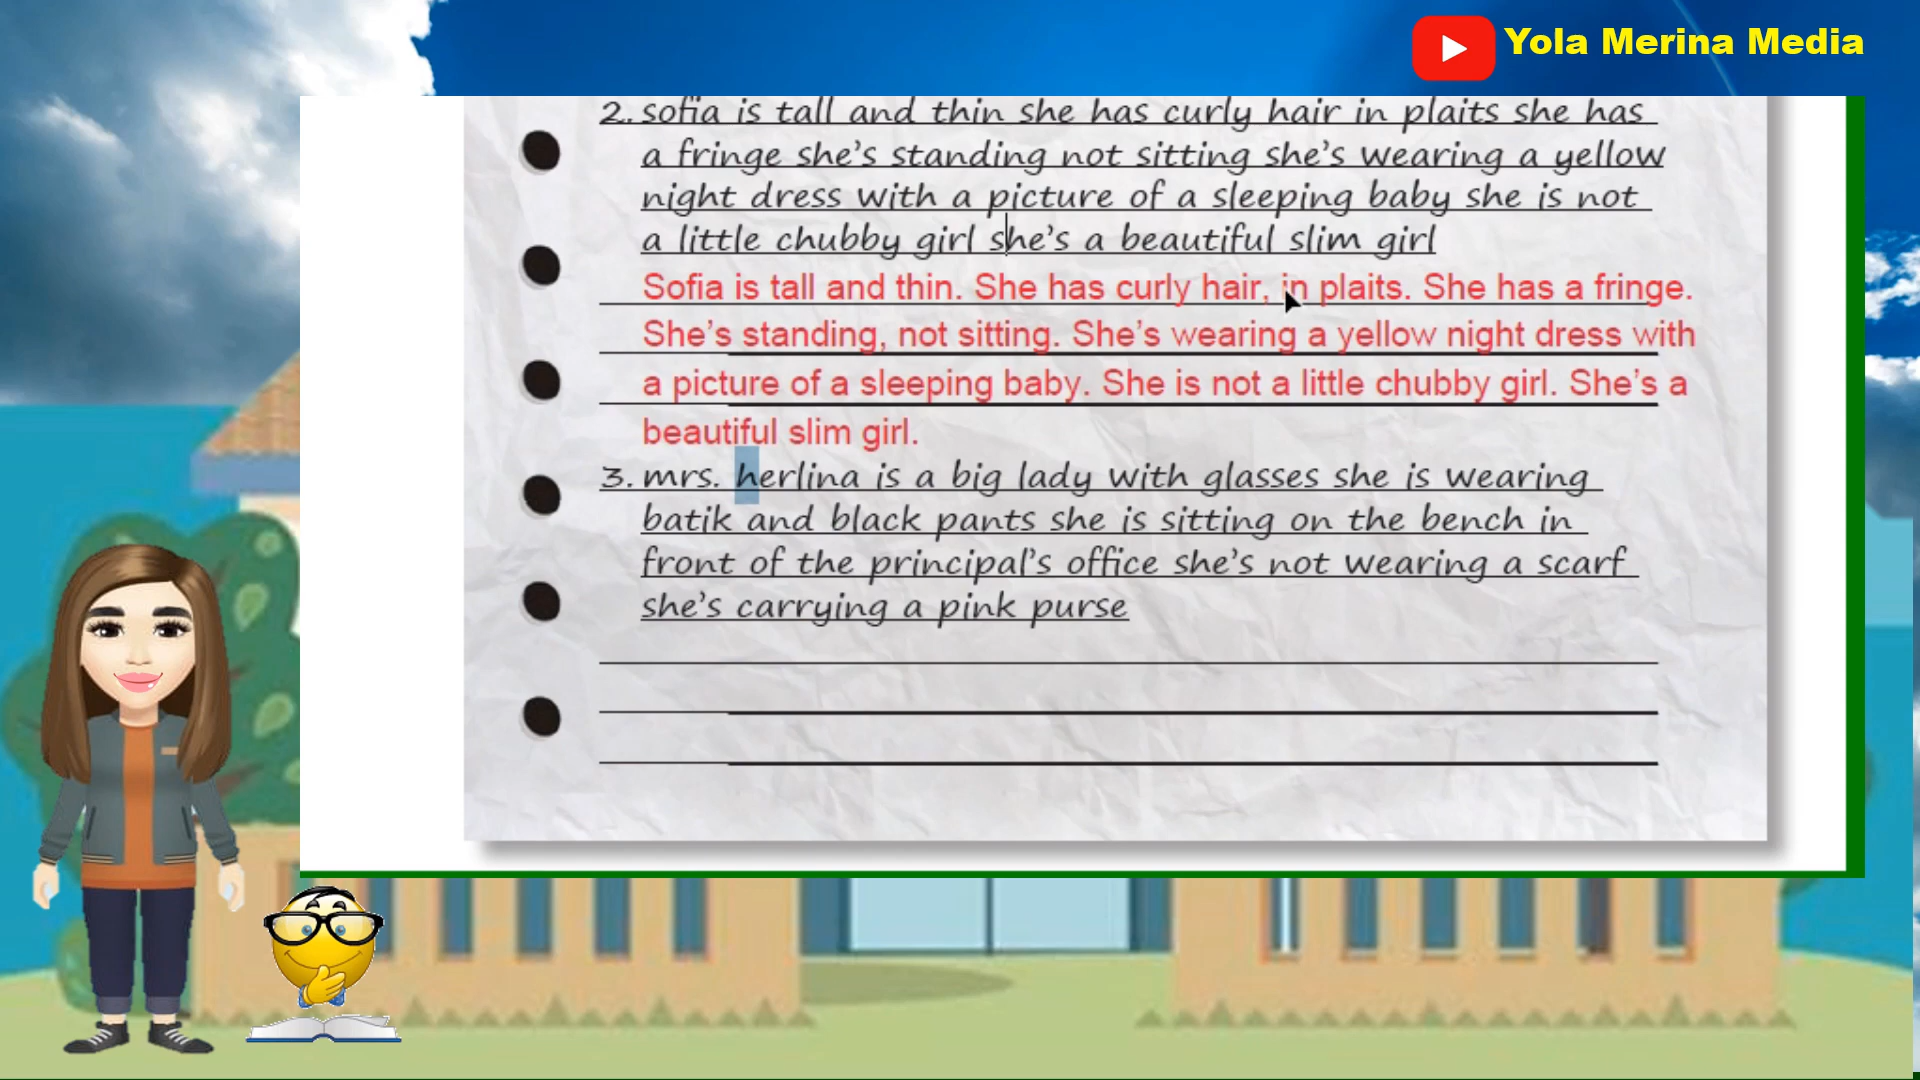 Yola Merina Media
2. sofia is tall and thin she has curly hair in plaits she has
a fringe she's standing not sitting she's wearing a yellow
night dress with a picture of a sleeping baby she is not
a little chubby girl she's a beautiful slim girl
Sofia is tall and thin. She has curly hair, in plaits. She has a fringe.
She's standing, not sitting. She's wearing a yellow night dress with
a picture of a sleeping baby. She is not a little chubby girl. She's a
beautiful slim girl.
3. mrs. herlina is a big lady with glasses she is wearing
batik and black pants she is sitting on the bench in
front of the principal's office she's not wearing a scarf
she's carrying a pink purse